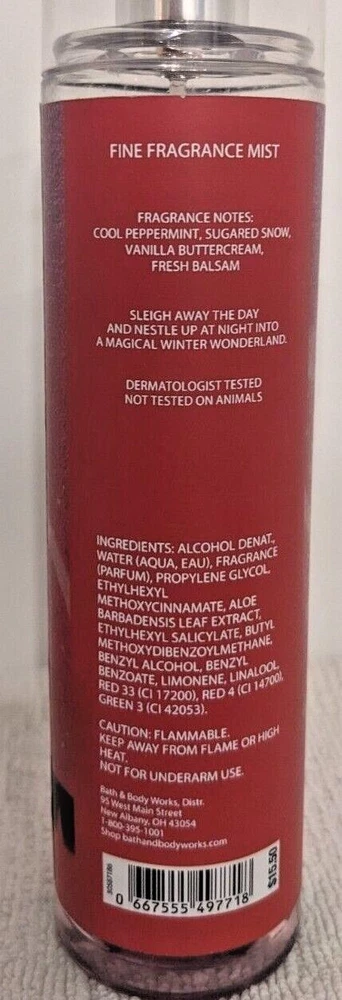 FINE FRAGRANCE MIST
FRAGRANCE NOTES:
COOL PEPPERMINT, SUGARED SNOW,
VANILLA BUTTERCREAM,
FRESH BALSAM
SLEIGH AWAY THE DAY
AND NESTLE UP AT NIGHT INTO
A MAGICAL WINTER WONDERLAND.
DERMATOLOGIST TESTED
NOT TESTED ON ANIMALS
INGREDIENTS: ALCOHOL DENAT.,
WATER (AQUA, EAU), FRAGRANCE
(PARFUM), PROPYLENE GLYCOL,
ETHYLHEXYL
METHOXYCINNAMATE, ALOE
BARBADENSIS LEAF EXTRACT,
ETHYLHEXYL SALICYLATE, BUTYL
METHOXYDIBENZOYLMETHANE,
BENZYL ALCOHOL, BENZYL
BENZOATE, LIMONENE, LINALOOL,
RED 33 (CI 17200), RED 4 (CI 14700),
GREEN 3 (CI 42053).
CAUTION: FLAMMABLE.
KEEP AWAY FROM FLAME OR HIGH
HEAT.
NOT FOR UNDERARM USE.
Bath & Body Works, Distr.
95 West Main Street
New Albany, OH 43054
1-800-395-1001
Shop bathandbodyworks.com
30587186
0 667555 497718
$15.50